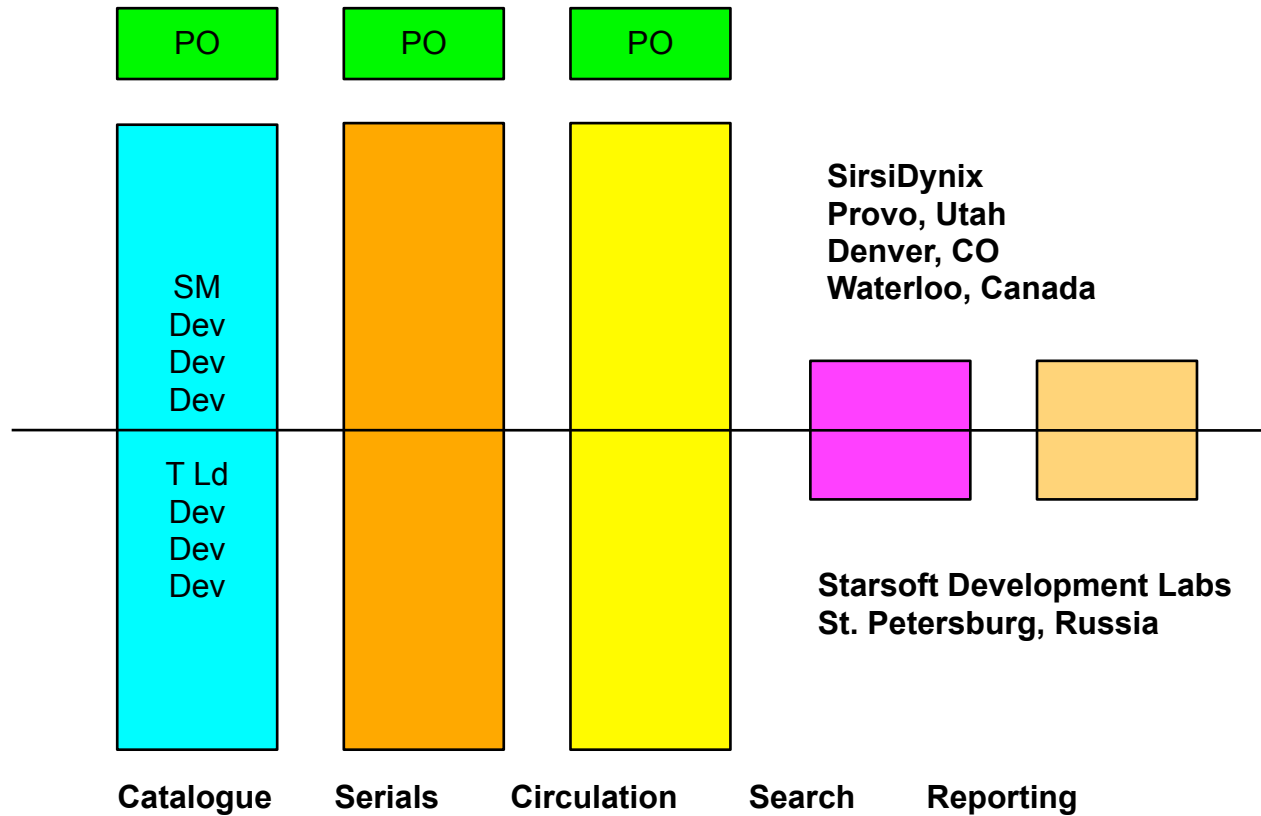 PO PO PO
SirsiDynix
Provo, Utah
Denver, CO
Waterloo, Canada
SM
Dev
Dev
Dev
T Ld
Dev
Dev
Dev
Starsoft Development Labs
St. Petersburg, Russia
Catalogue Serials Circulation Search Reporting